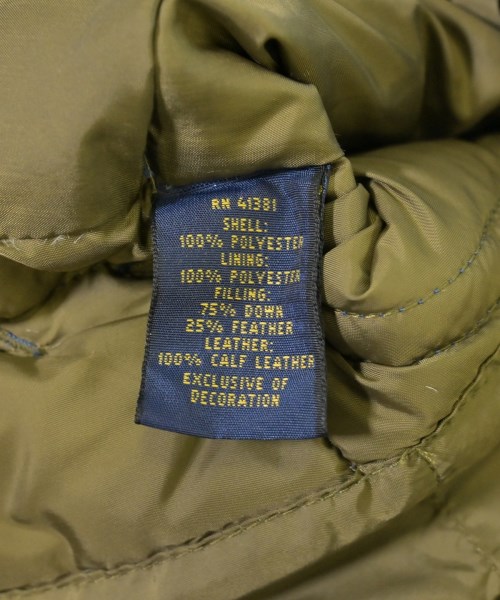 RN 41381
SHELL:
100% POLYESTER
LINING:
100% POLYESTER
FILLING:
75% DOWN
25% FEATHER
LEATHER:
100% CALF LEATHER
EXCLUSIVE OF
DECORATION